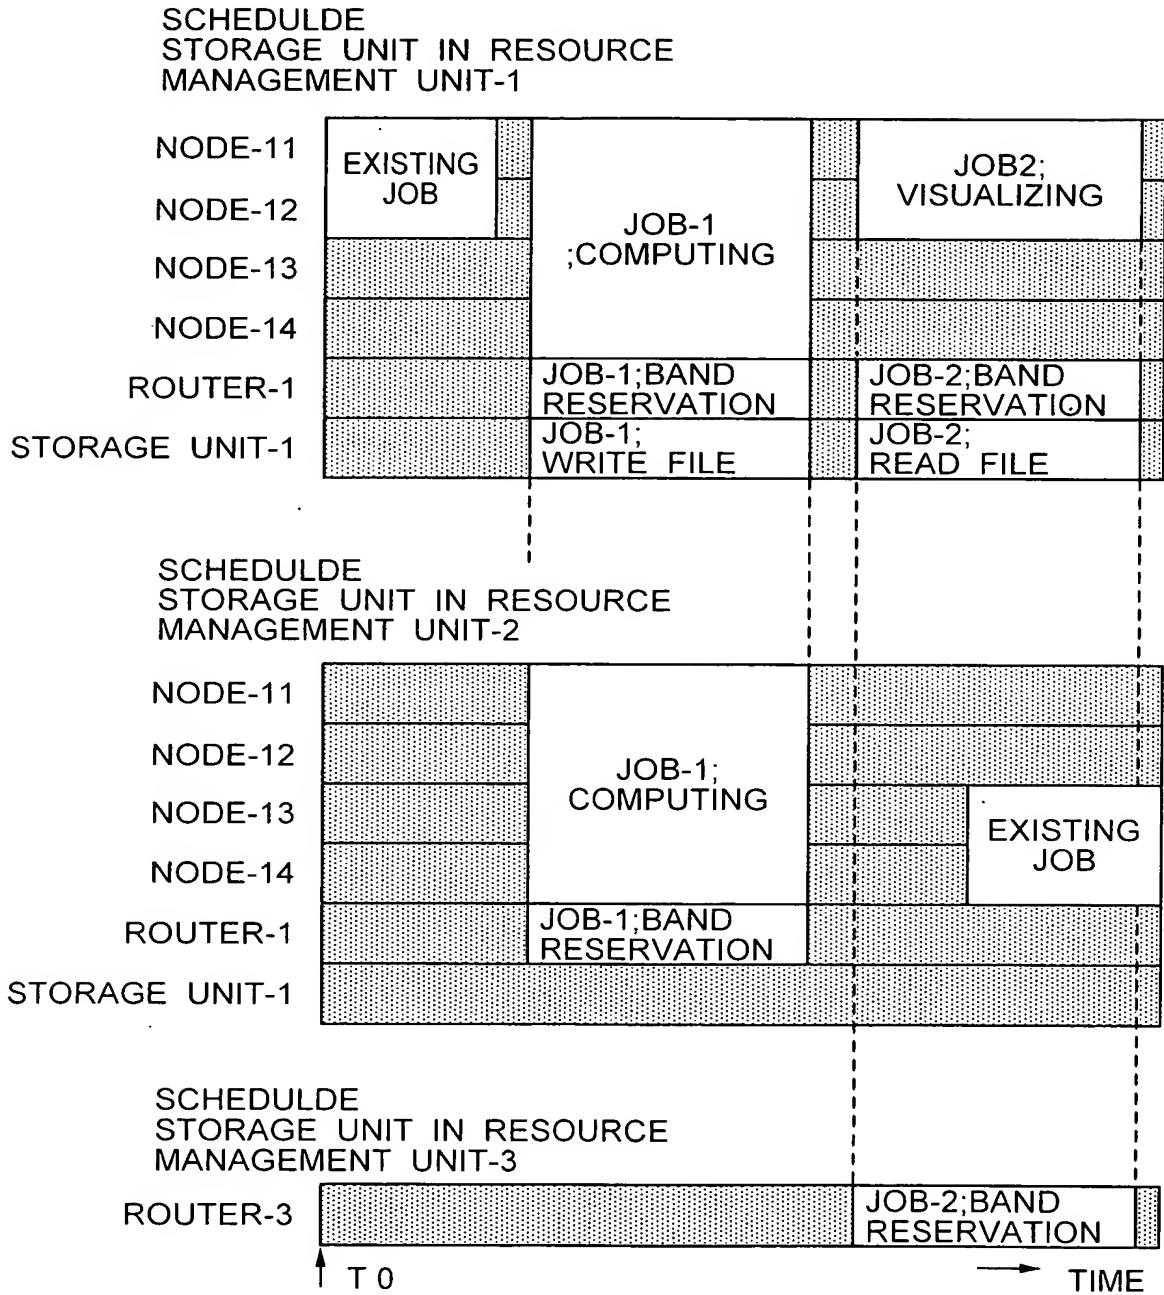 SCHEDULDE
STORAGE UNIT IN RESOURCE
MANAGEMENT UNIT-1
NODE-11
NODE-12
NODE-13
NODE-14
ROUTER-1
STORAGE UNIT-1
EXISTING
JOB
JOB-1
;COMPUTING
JOB2;
VISUALIZING
JOB-1;BAND
RESERVATION
JOB-2;BAND
RESERVATION
JOB-1;
WRITE FILE
JOB-2;
READ FILE
SCHEDULDE
STORAGE UNIT IN RESOURCE
MANAGEMENT UNIT-2
NODE-11
NODE-12
NODE-13
NODE-14
ROUTER-1
STORAGE UNIT-1
JOB-1;
COMPUTING
EXISTING
JOB
JOB-1;BAND
RESERVATION
SCHEDULDE
STORAGE UNIT IN RESOURCE
MANAGEMENT UNIT-3
ROUTER-3
JOB-2;BAND
RESERVATION
T 0
TIME